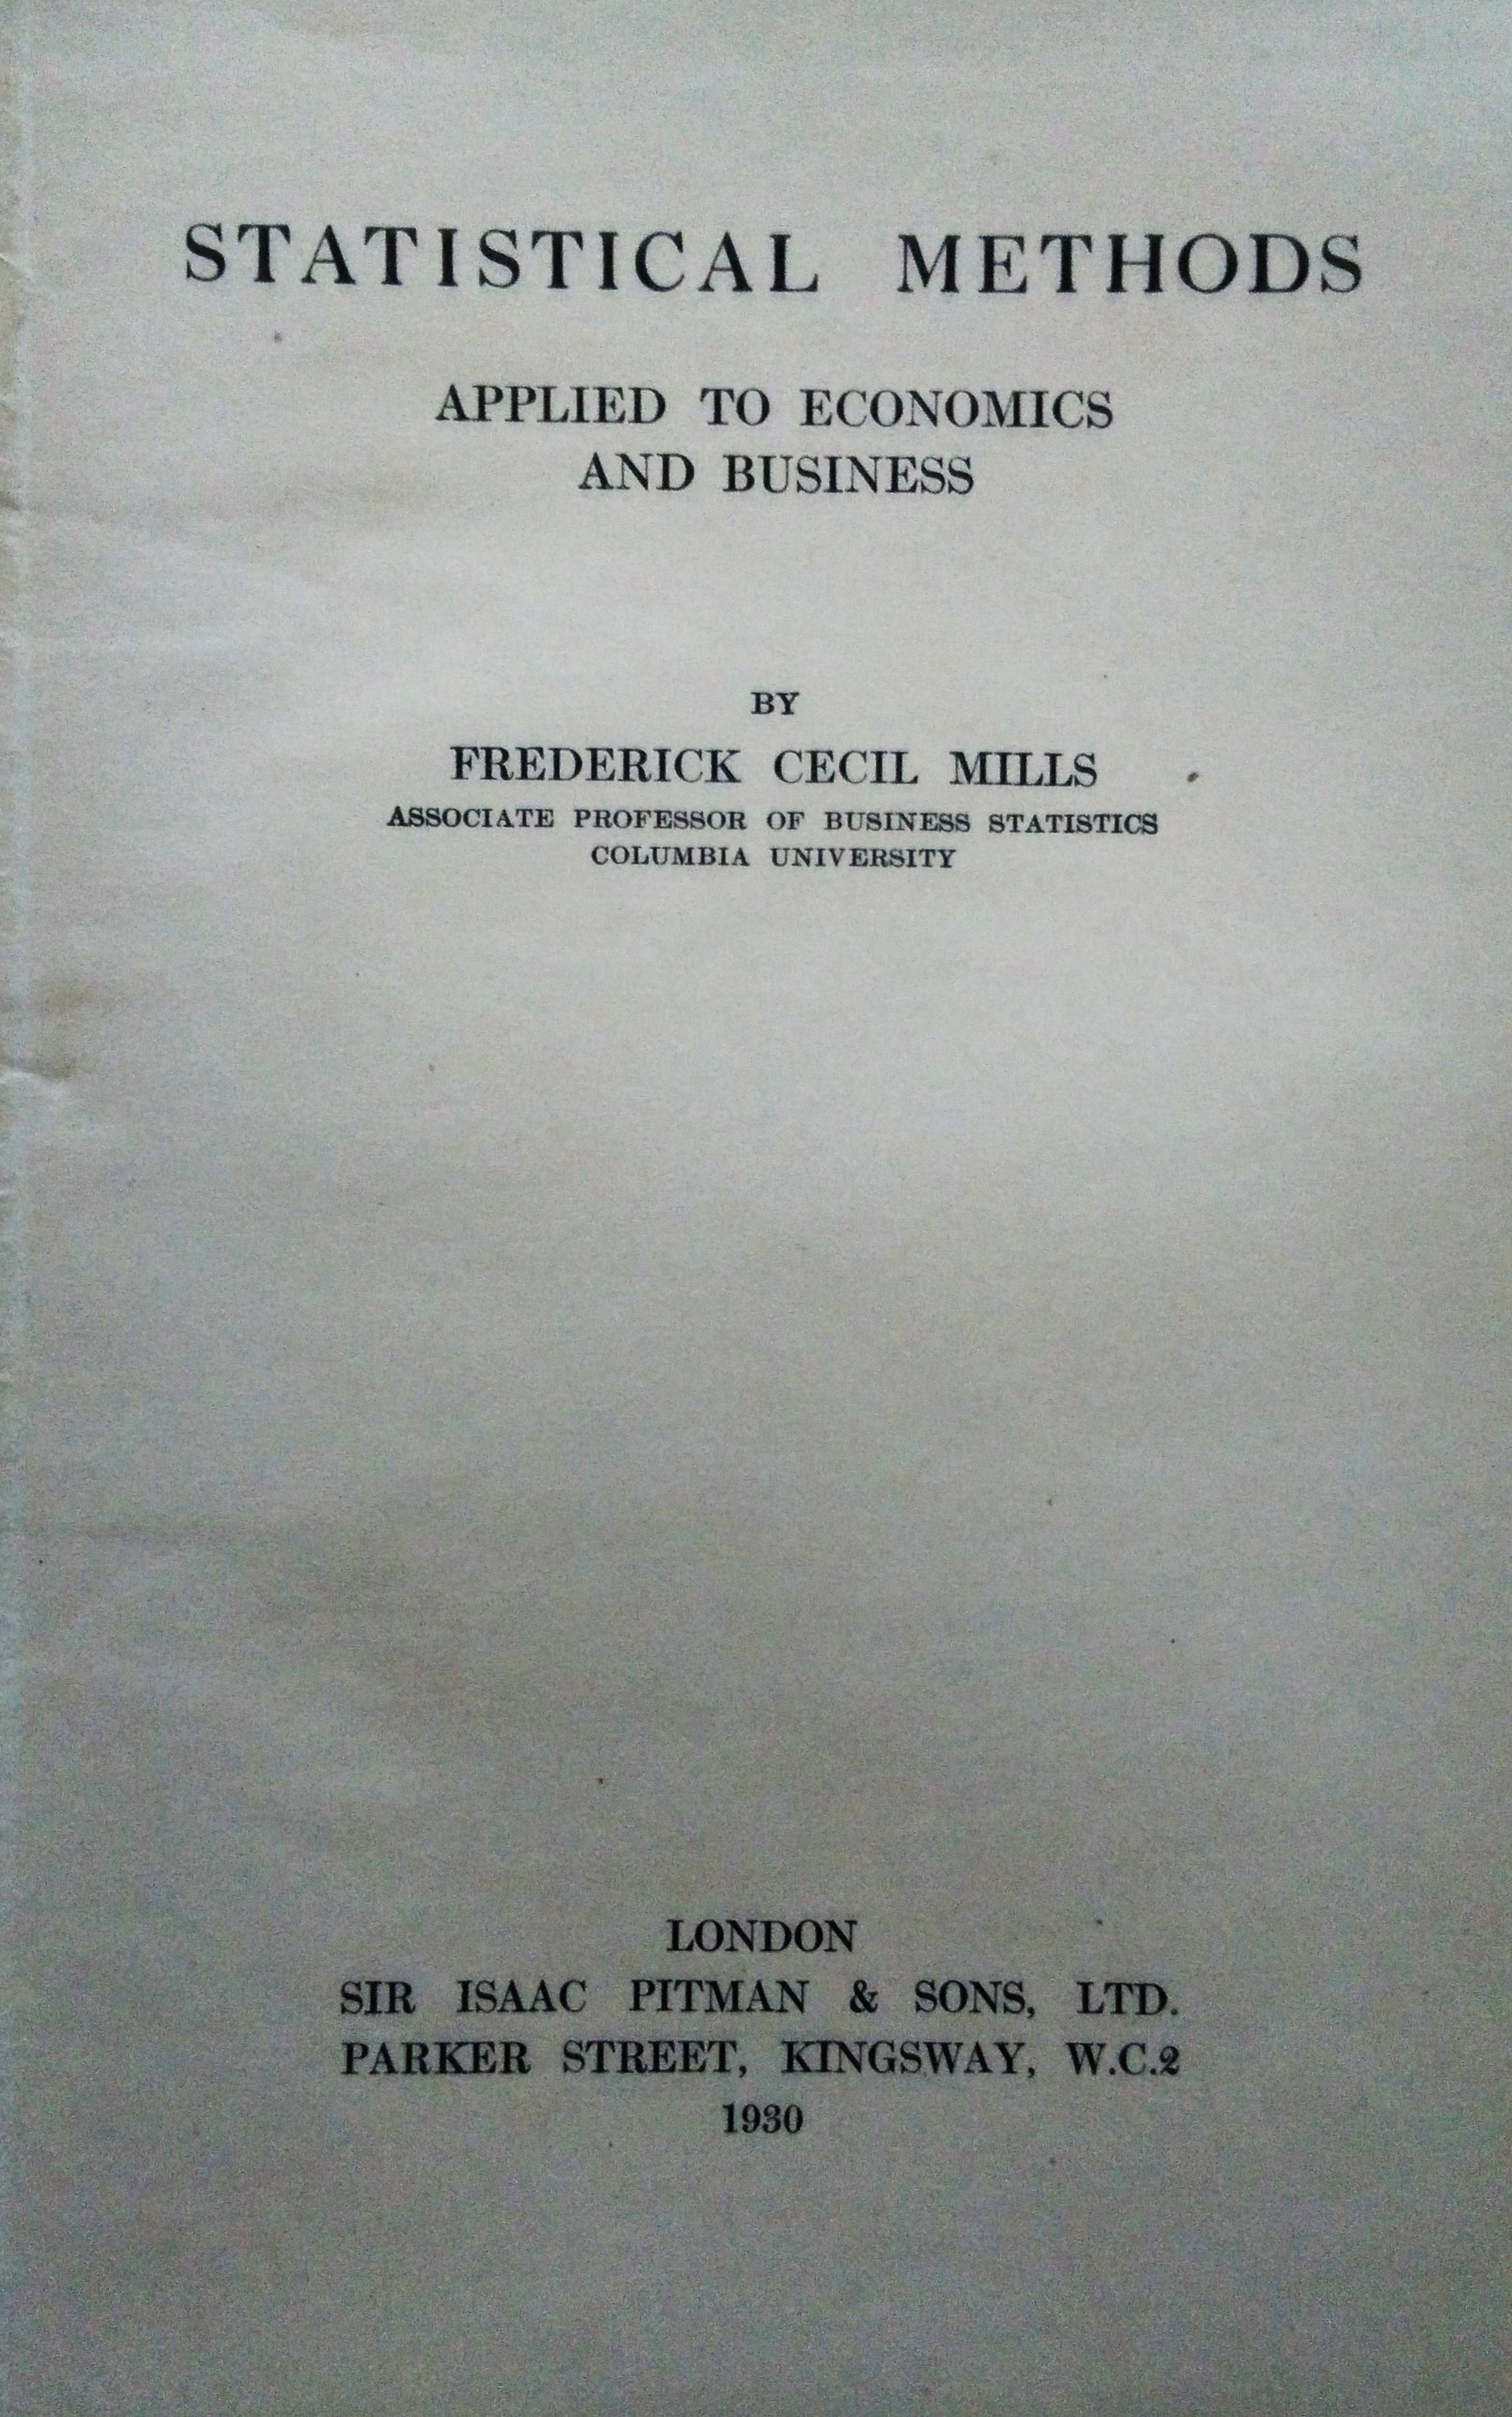 STATISTICAL METHODS
APPLIED TO ECONOMICS
AND BUSINESS
BY
FREDERICK CECIL MILLS
ASSOCIATE PROFESSOR OF BUSINESS STATISTICS
COLUMBIA UNIVERSITY
LONDON
SIR ISAAC PITMAN & SONS, LTD.
PARKER STREET, KINGSWAY, W.C.2
1930